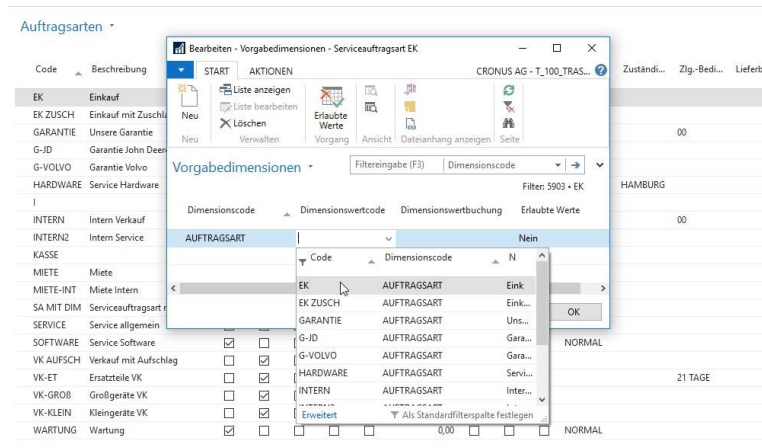 Auftragsarten
Bearbeiten - Vorgabedimensionen - Serviceauftragsart EK
START AKTIONEN CRONUS AG - T_100_TRAS...
Liste anzeigen
Liste bearbeiten
Löschen
Neu
Erlaubte
Werte
Neu Verwalten Vorgang Ansicht Dateianhang anzeigen Seite
Vorgabedimensionen Filtereingabe (F3) Dimensionscode
Filter: 5903 • EK
Dimensionscode Dimensionswertcode Dimensionswertbuchung Erlaubte Werte
AUFTRAGSART Nein
Code Dimensionscode N
EK AUFTRAGSART Eink
EK ZUSCH AUFTRAGSART Eink...
GARANTIE AUFTRAGSART Uns...
G-JD AUFTRAGSART Gara...
G-VOLVO AUFTRAGSART Gara...
HARDWARE AUFTRAGSART Servi...
INTERN AUFTRAGSART Inter...
Erweitert Als Standardfilterspalte festlegen
OK
Code Beschreibung Zuständi... Zlg.-Bedi...
EK Einkauf
EK ZUSCH Einkauf mit Zuschla
GARANTIE Unsere Garantie 00
G-JD Garantie John Deer
G-VOLVO Garantie Volvo
HARDWARE Service Hardware HAMBURG
I
INTERN Intern Verkauf 00
INTERN2 Intern Service
KASSE
MIETE Miete
MIETE-INT Miete Intern
SA MIT DIM Serviceauftragsart
SERVICE Service allgemein
SOFTWARE Service Software NORMAL
VK AUFSCH Verkauf mit Aufschlag
VK-ET Ersatzteile VK 21 TAGE
VK-GROß Großgeräte VK
VK-KLEIN Kleingeräte VK
WARTUNG Wartung 0,00 NORMAL